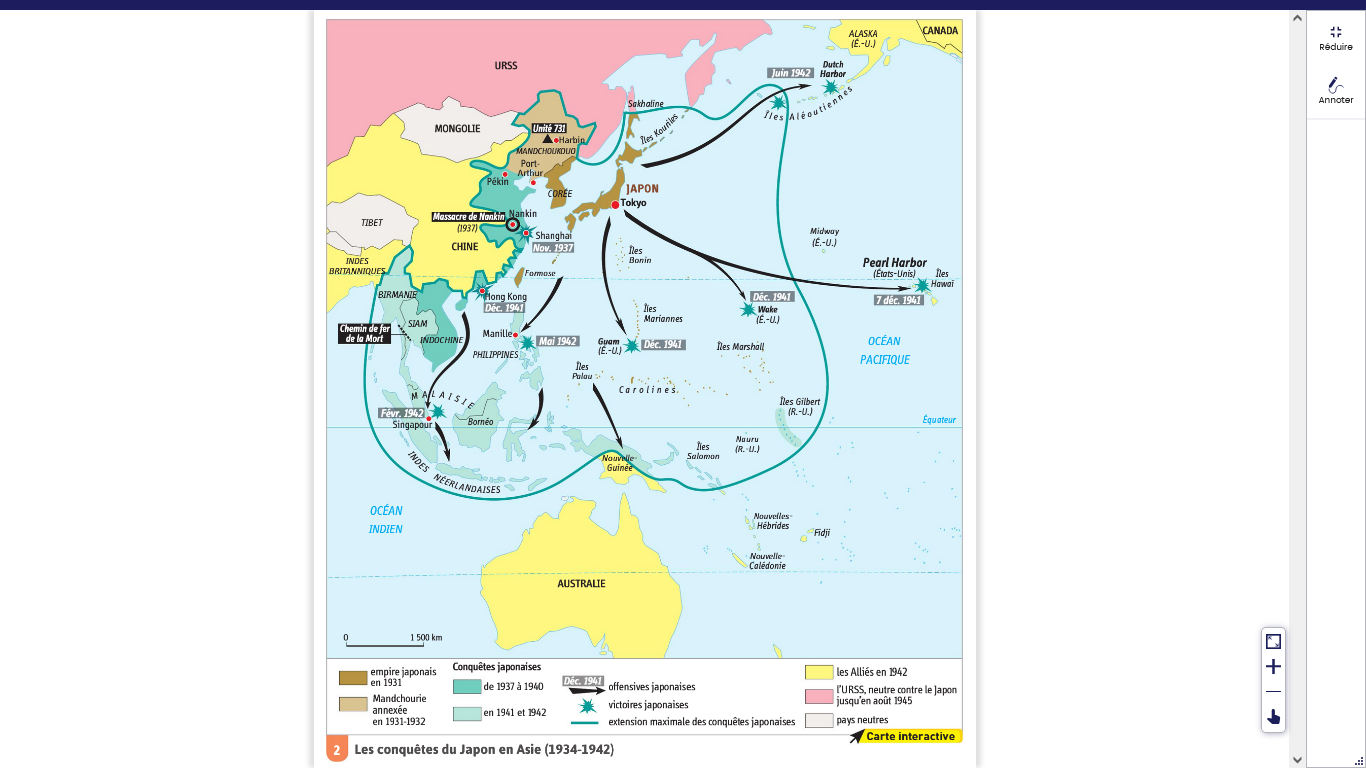 CANADA
ALASKA
(É.-U.)
Réduire
Annoter
URSS
Juin 1942
Dutch
Harbor
Îles Aléoutiennes
Sakhaline
Îles Kouriles
MONGOLIE
Unité 731
Harbin
MANDCHOUKOUO
Port-
Arthur
Pékin
CORÉE
JAPON
Tokyo
TIBET
Massacre de Nankin
(1937)
Nankin
Shanghai
Nov. 1937
CHINE
Midway
(É.-U.)
Îles
Bonin
INDES
BRITANNIQUES
Formose
Pearl Harbor
(États-Unis)
Îles
Hawaï
7 déc. 1941
BIRMANIE
Hong Kong
Déc. 1941
Déc. 1941
Wake
(É.-U.)
Îles
Mariannes
SIAM
Chemin de fer
de la Mort
INDOCHINE
Manille
Mai 1942
PHILIPPINES
Guam
(É.-U.)
Déc. 1941
Îles Marshall
OCÉAN
PACIFIQUE
Îles
Palau
Carolines
MALAISIE
Févr. 1942
Singapour
Bornéo
Îles Gilbert
(R.-U.)
Équateur
Îles
Salomon
Nauru
(R.-U.)
Nouvelle-
Guinée
INDES NÉERLANDAISES
OCÉAN
INDIEN
Nouvelles-
Hébrides
Fidji
Nouvelle-
Calédonie
AUSTRALIE
0 1 500 km
empire japonais
en 1931
Mandchourie
annexée
en 1931-1932
Conquêtes japonaises
de 1937 à 1940
en 1941 et 1942
Déc. 1941
offensives japonaises
victoires japonaises
extension maximale des conquêtes japonaises
les Alliés en 1942
l'URSS, neutre contre le Japon
jusqu'en août 1945
pays neutres
Carte interactive
2 Les conquêtes du Japon en Asie (1934-1942)